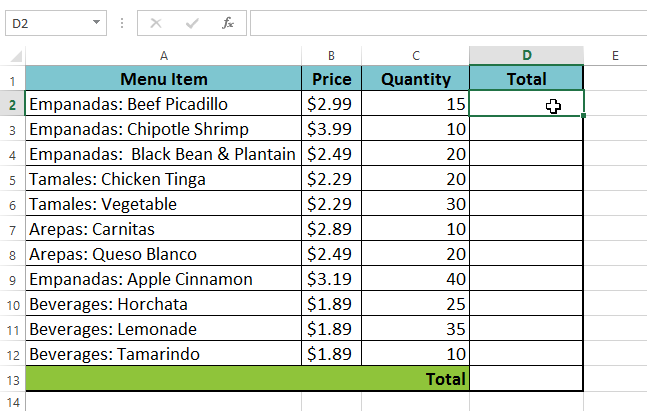 D2 fx
A B C D E
1 Menu Item Price Quantity Total
2 Empanadas: Beef Picadillo $2.99 15
3 Empanadas: Chipotle Shrimp $3.99 10
4 Empanadas:  Black Bean & Plantain $2.49 20
5 Tamales: Chicken Tinga $2.29 20
6 Tamales: Vegetable $2.29 30
7 Arepas: Carnitas $2.89 10
8 Arepas: Queso Blanco $2.49 20
9 Empanadas: Apple Cinnamon $3.19 40
10 Beverages: Horchata $1.89 25
11 Beverages: Lemonade $1.89 35
12 Beverages: Tamarindo $1.89 10
13 Total
14